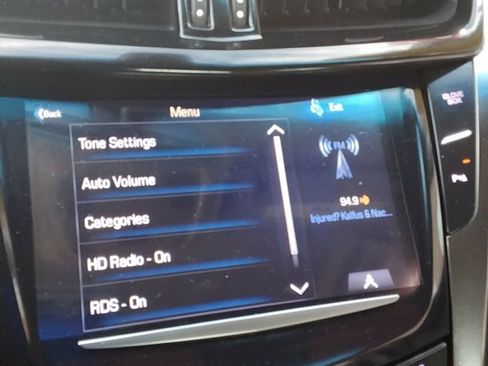 Back
Menu
Exit
Tone Settings
Auto Volume
Categories
HD Radio - On
RDS - On
FM
94.9
Injured? Kalfus & Nac...
GLOVE
BOX